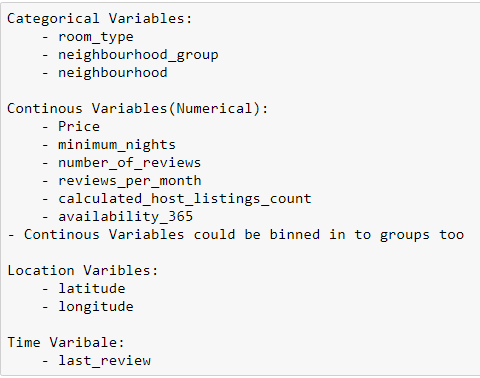 Categorical Variables:
- room_type
- neighbourhood_group
- neighbourhood
Continous Variables(Numerical):
- Price
- minimum_nights
- number_of_reviews
- reviews_per_month
- calculated_host_listings_count
- availability_365
- Continous Variables could be binned in to groups too
Location Varibles:
- latitude
- longitude
Time Varibale:
- last_review